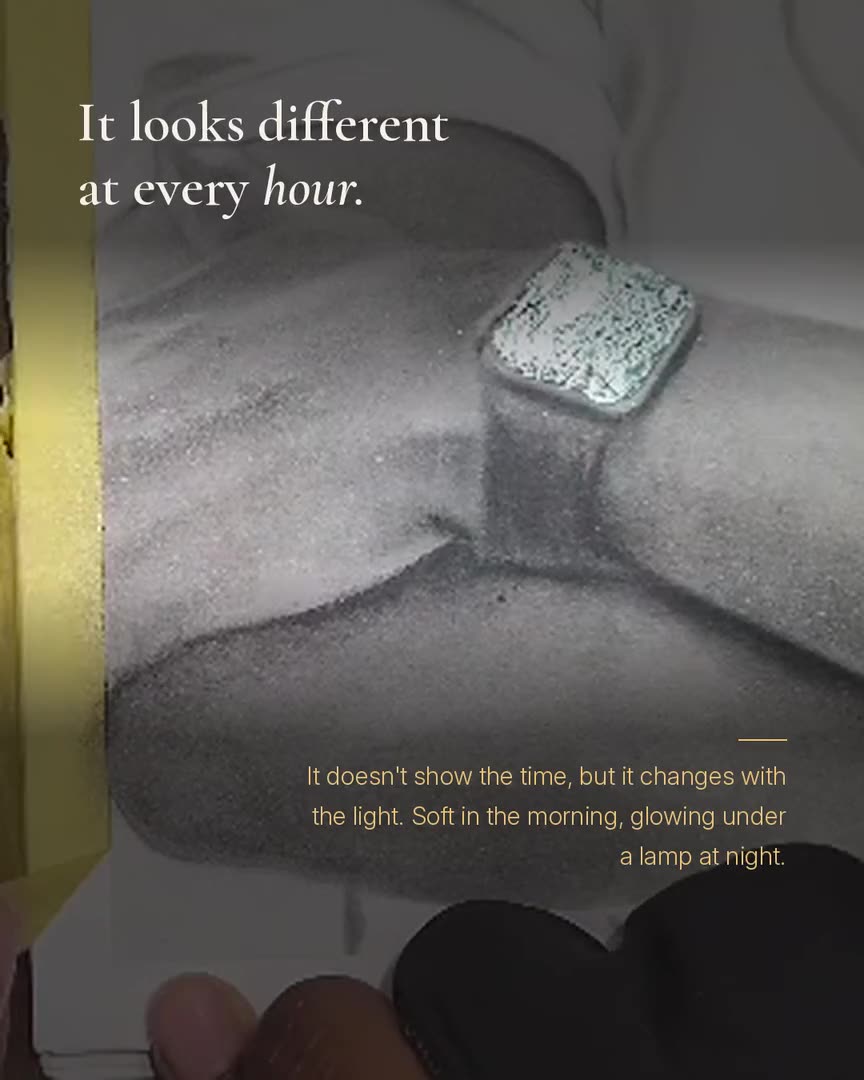 It looks different
at every hour.
It doesn't show the time, but it changes with
the light. Soft in the morning, glowing under
a lamp at night.